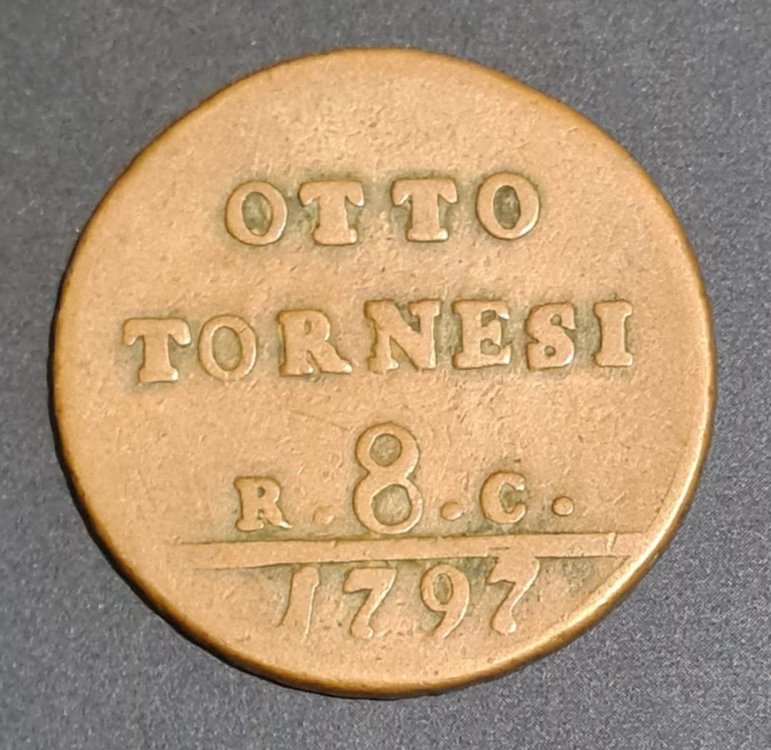 OTTO
TORNESI
R. 8. C.
1797